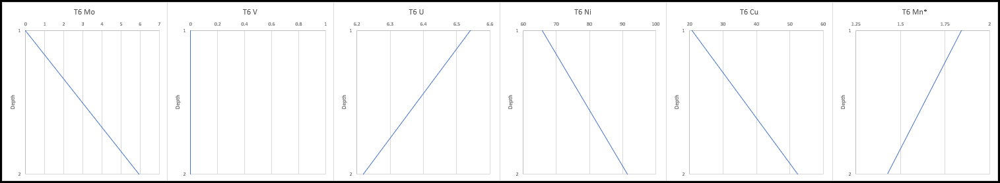 T6 Mo
0 1 2 3 4 5 6 7
1
Depth
2
T6 V
0 0.2 0.4 0.6 0.8 1
1
Depth
2
T6 U
6.2 6.3 6.4 6.5 6.6
1
Depth
2
T6 Ni
60 70 80 90 100
1
Depth
2
T6 Cu
20 30 40 50 60
1
Depth
2
T6 Mn*
1.25 1.5 1.75 2
1
Depth
2